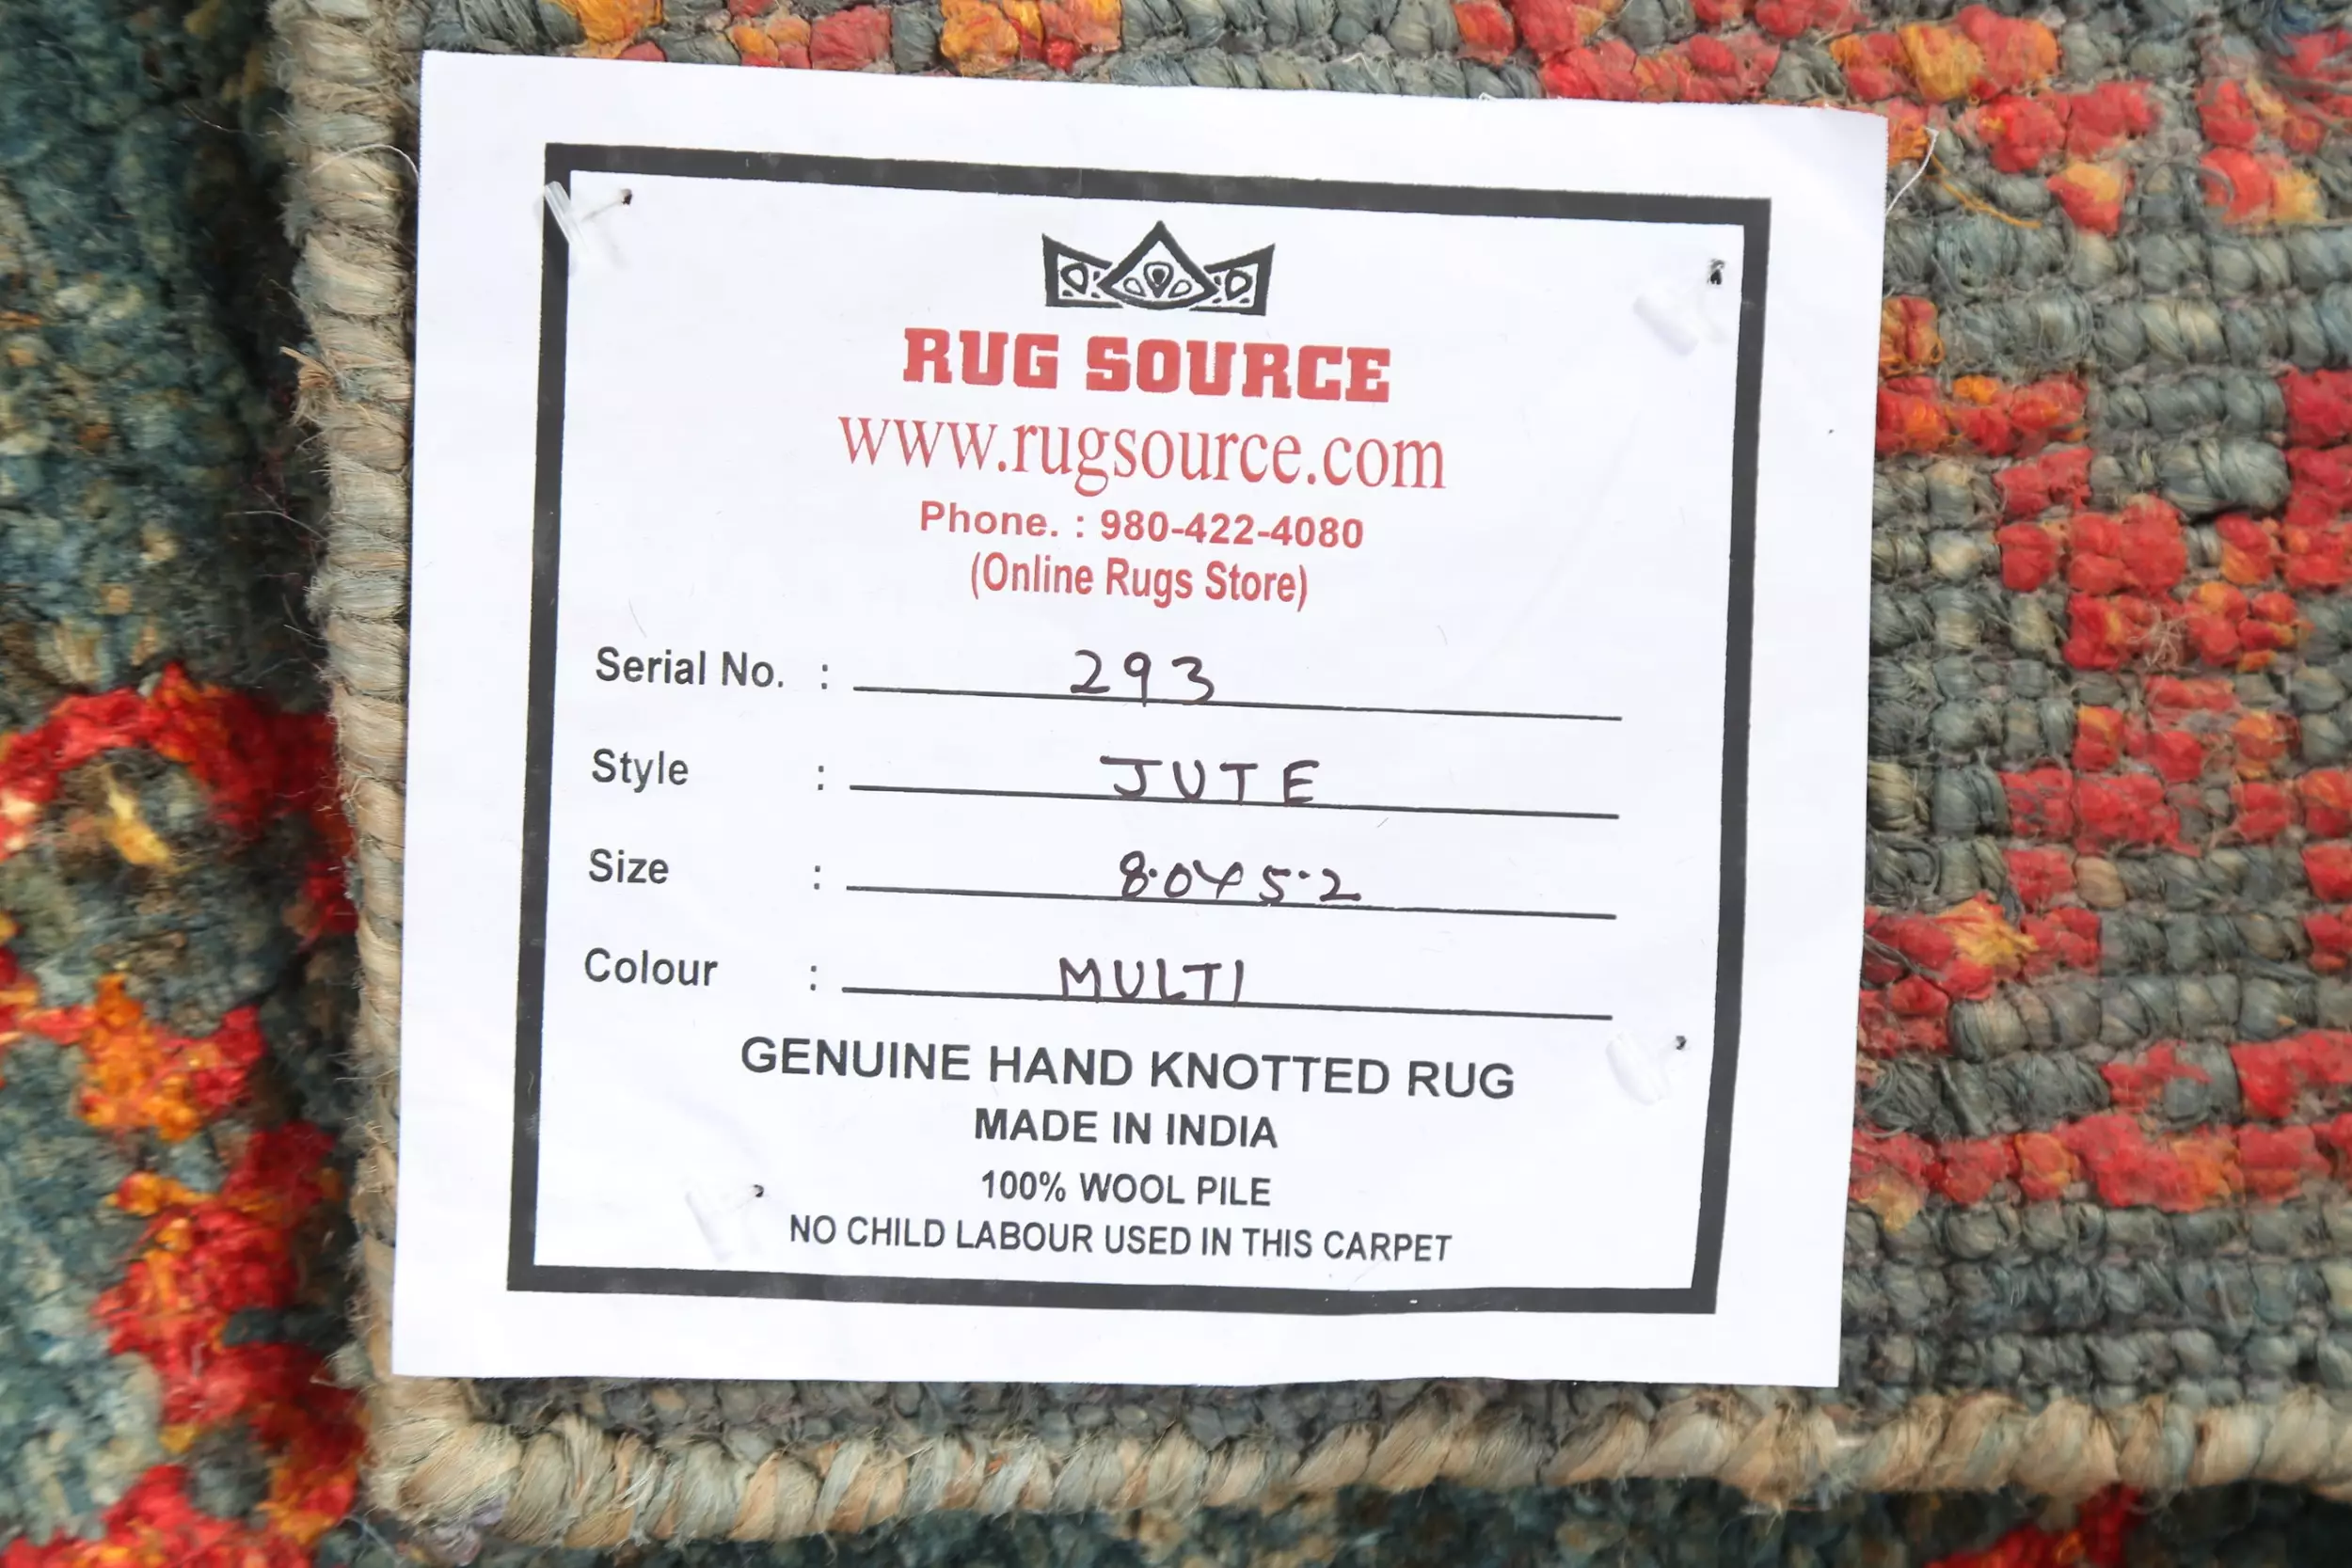 RUG SOURCE
www.rugsource.com
Phone. : 980-422-4080
(Online Rugs Store)
Serial No. : 293
Style : JUTE
Size : 8.0X5.2
Colour : MULTI
GENUINE HAND KNOTTED RUG
MADE IN INDIA
100% WOOL PILE
NO CHILD LABOUR USED IN THIS CARPET